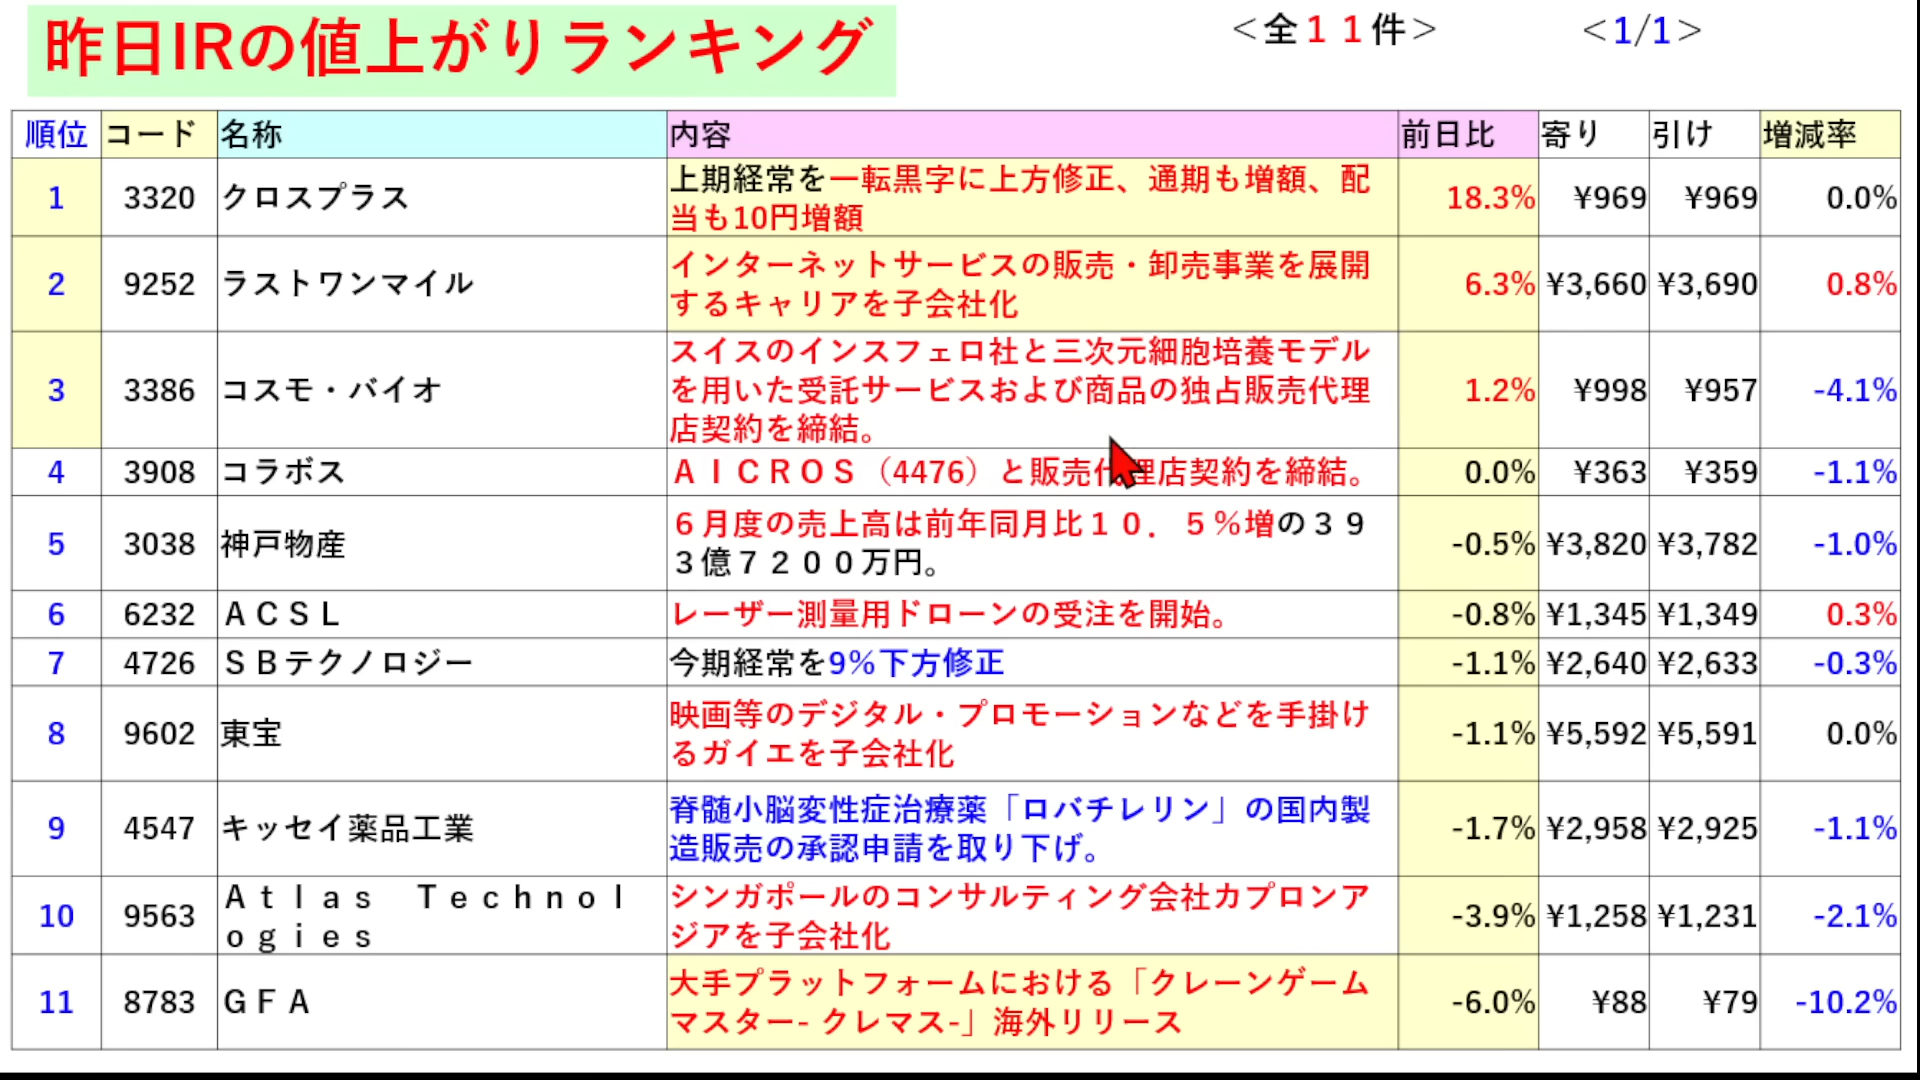 昨日IRの値上がりランキング
＜全１１件＞ ＜1/1＞
順位 コード 名称 内容 前日比 寄り 引け 増減率
1 3320 クロスプラス 上期経常を一転黒字に上方修正、通期も増額、配
当も10円増額 18.3% ¥969 ¥969 0.0%
2 9252 ラストワンマイル インターネットサービスの販売・卸売事業を展開
するキャリアを子会社化 6.3% ¥3,660 ¥3,690 0.8%
3 3386 コスモ・バイオ スイスのインスフェロ社と三次元細胞培養モデル
を用いた受託サービスおよび商品の独占販売代理
店契約を締結。 1.2% ¥998 ¥957 -4.1%
4 3908 コラボス ＡＩＣＲＯＳ（4476）と販売代理店契約を締結。 0.0% ¥363 ¥359 -1.1%
5 3038 神戸物産 ６月度の売上高は前年同月比１０．５％増の３９
３億７２００万円。 -0.5% ¥3,820 ¥3,782 -1.0%
6 6232 ＡＣＳＬ レーザー測量用ドローンの受注を開始。 -0.8% ¥1,345 ¥1,349 0.3%
7 4726 ＳＢテクノロジー 今期経常を9%下方修正 -1.1% ¥2,640 ¥2,633 -0.3%
8 9602 東宝 映画等のデジタル・プロモーションなどを手掛け
るガイエを子会社化 -1.1% ¥5,592 ¥5,591 0.0%
9 4547 キッセイ薬品工業 脊髄小脳変性症治療薬「ロバチレリン」の国内製
造販売の承認申請を取り下げ。 -1.7% ¥2,958 ¥2,925 -1.1%
10 9563 Ａｔｌａｓ　Ｔｅｃｈｎｏｌ
ｏｇｉｅｓ シンガポールのコンサルティング会社カプロンア
ジアを子会社化 -3.9% ¥1,258 ¥1,231 -2.1%
11 8783 ＧＦＡ 大手プラットフォームにおける「クレーンゲーム
マスター- クレマス-」海外リリース -6.0% ¥88 ¥79 -10.2%